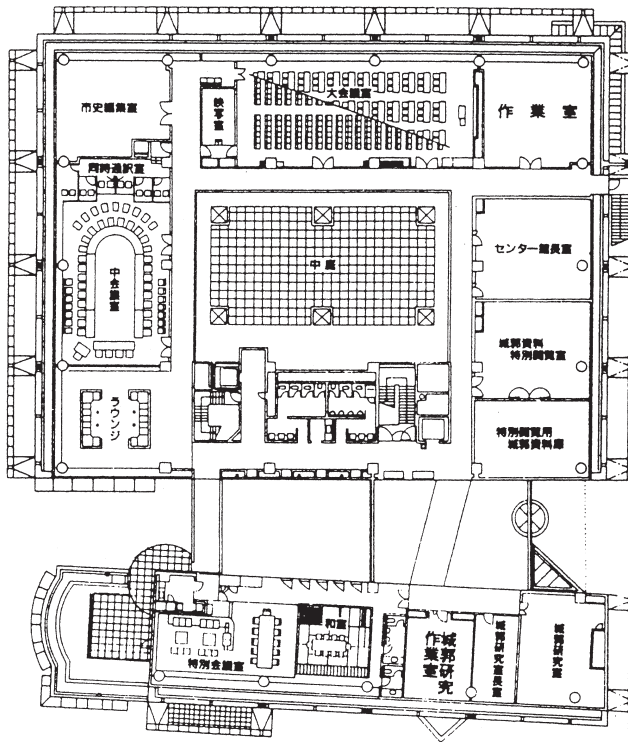 市史編集室
映写室
大会議室
作業室
同時通訳室
中会議室
中庭
センター館長室
城郭資料
特別閲覧室
ラウンジ
特別閲覧用
城郭資料庫
特別会議室
和室
城郭研究
作業室
城郭研究室長室
城郭研究室